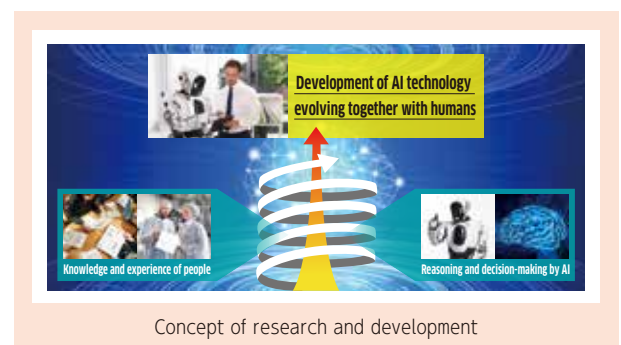 Development of AI technology
evolving together with humans
Knowledge and experience of people
Reasoning and decision-making by AI
Concept of research and development